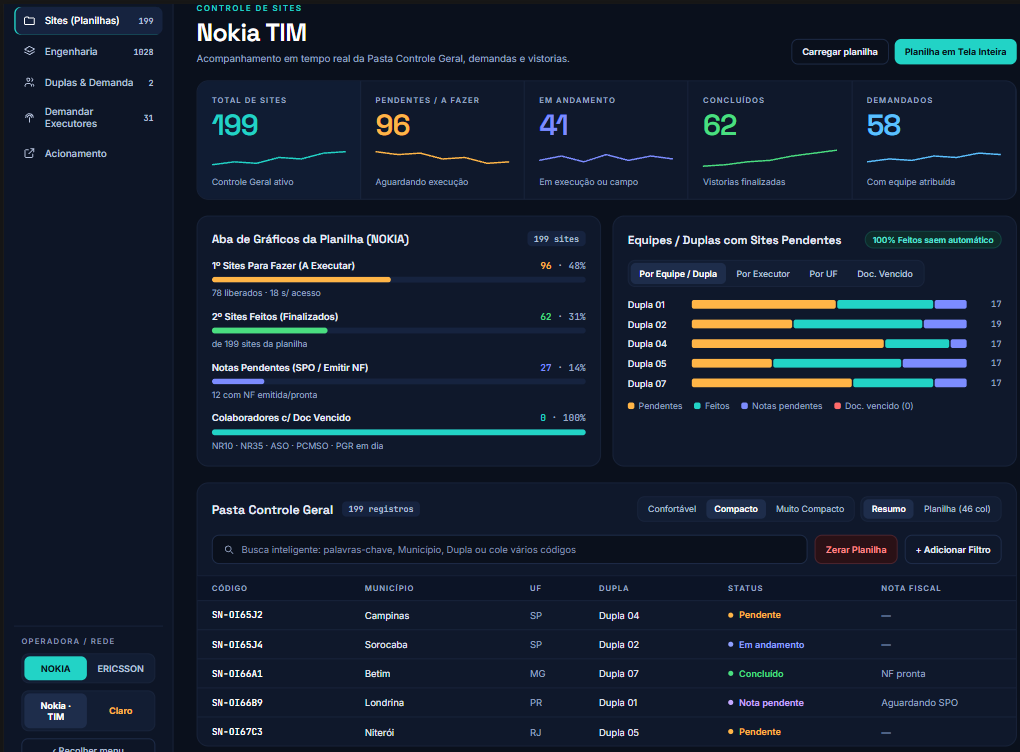 CONTROLE DE SITES
Sites (Planilhas) 199
Nokia TIM
Engenharia 1028
Acompanhamento em tempo real da Pasta Controle Geral, demandas e vistorias.
Carregar planilha
Planilha em Tela Inteira
Duplas & Demanda 2
Demandar
Executores 31
Acionamento
TOTAL DE SITES
199
Controle Geral ativo
PENDENTES / A FAZER
96
Aguardando execução
EM ANDAMENTO
41
Em execução ou campo
CONCLUÍDOS
62
Vistorias finalizadas
DEMANDADOS
58
Com equipe atribuída
Aba de Gráficos da Planilha (NOKIA) 199 sites
1º Sites Para Fazer (A Executar) 96 · 48%
78 liberados · 18 s/ acesso
2º Sites Feitos (Finalizados) 62 · 31%
de 199 sites da planilha
Notas Pendentes (SPO / Emitir NF) 27 · 14%
12 com NF emitida/pronta
Colaboradores c/ Doc Vencido 0 · 100%
NR10 · NR35 · ASO · PCMSO · PGR em dia
Equipes / Duplas com Sites Pendentes 100% Feitos saem automático
Por Equipe / Dupla Por Executor Por UF Doc. Vencido
Dupla 01 17
Dupla 02 19
Dupla 04 17
Dupla 05 17
Dupla 07 17
Pendentes Feitos Notas pendentes Doc. vencido (0)
Pasta Controle Geral 199 registros
Confortável Compacto Muito Compacto Resumo Planilha (46 col)
Busca inteligente: palavras-chave, Município, Dupla ou cole vários códigos
Zerar Planilha
+ Adicionar Filtro
CÓDIGO MUNICÍPIO UF DUPLA STATUS NOTA FISCAL
SN-OI65J2 Campinas SP Dupla 04 Pendente —
SN-OI65J4 Sorocaba SP Dupla 02 Em andamento —
SN-OI66A1 Betim MG Dupla 07 Concluído NF pronta
SN-OI66B9 Londrina PR Dupla 01 Nota pendente Aguardando SPO
SN-OI67C3 Niterói RJ Dupla 05 Pendente —
OPERADORA / REDE
NOKIA ERICSSON
Nokia ·
TIM
Claro
‹ Recolher menu